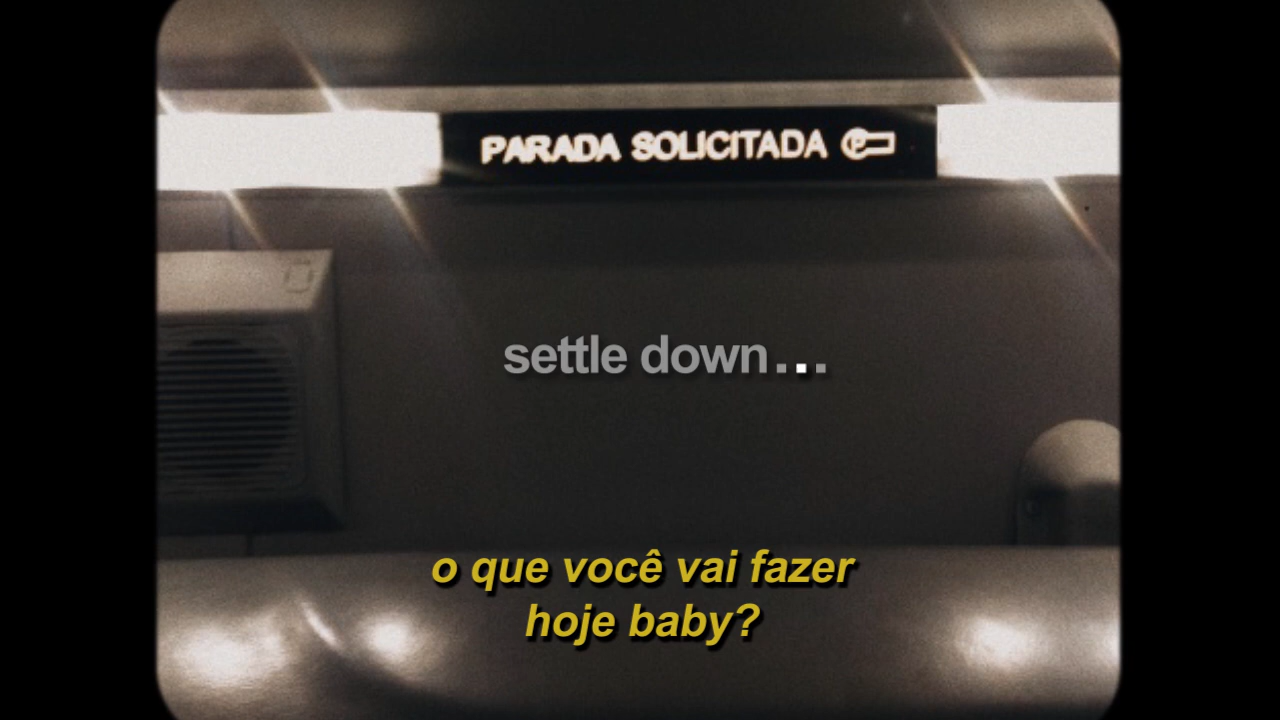 PARADA SOLICITADA
settle down...
o que você vai fazer
hoje baby?